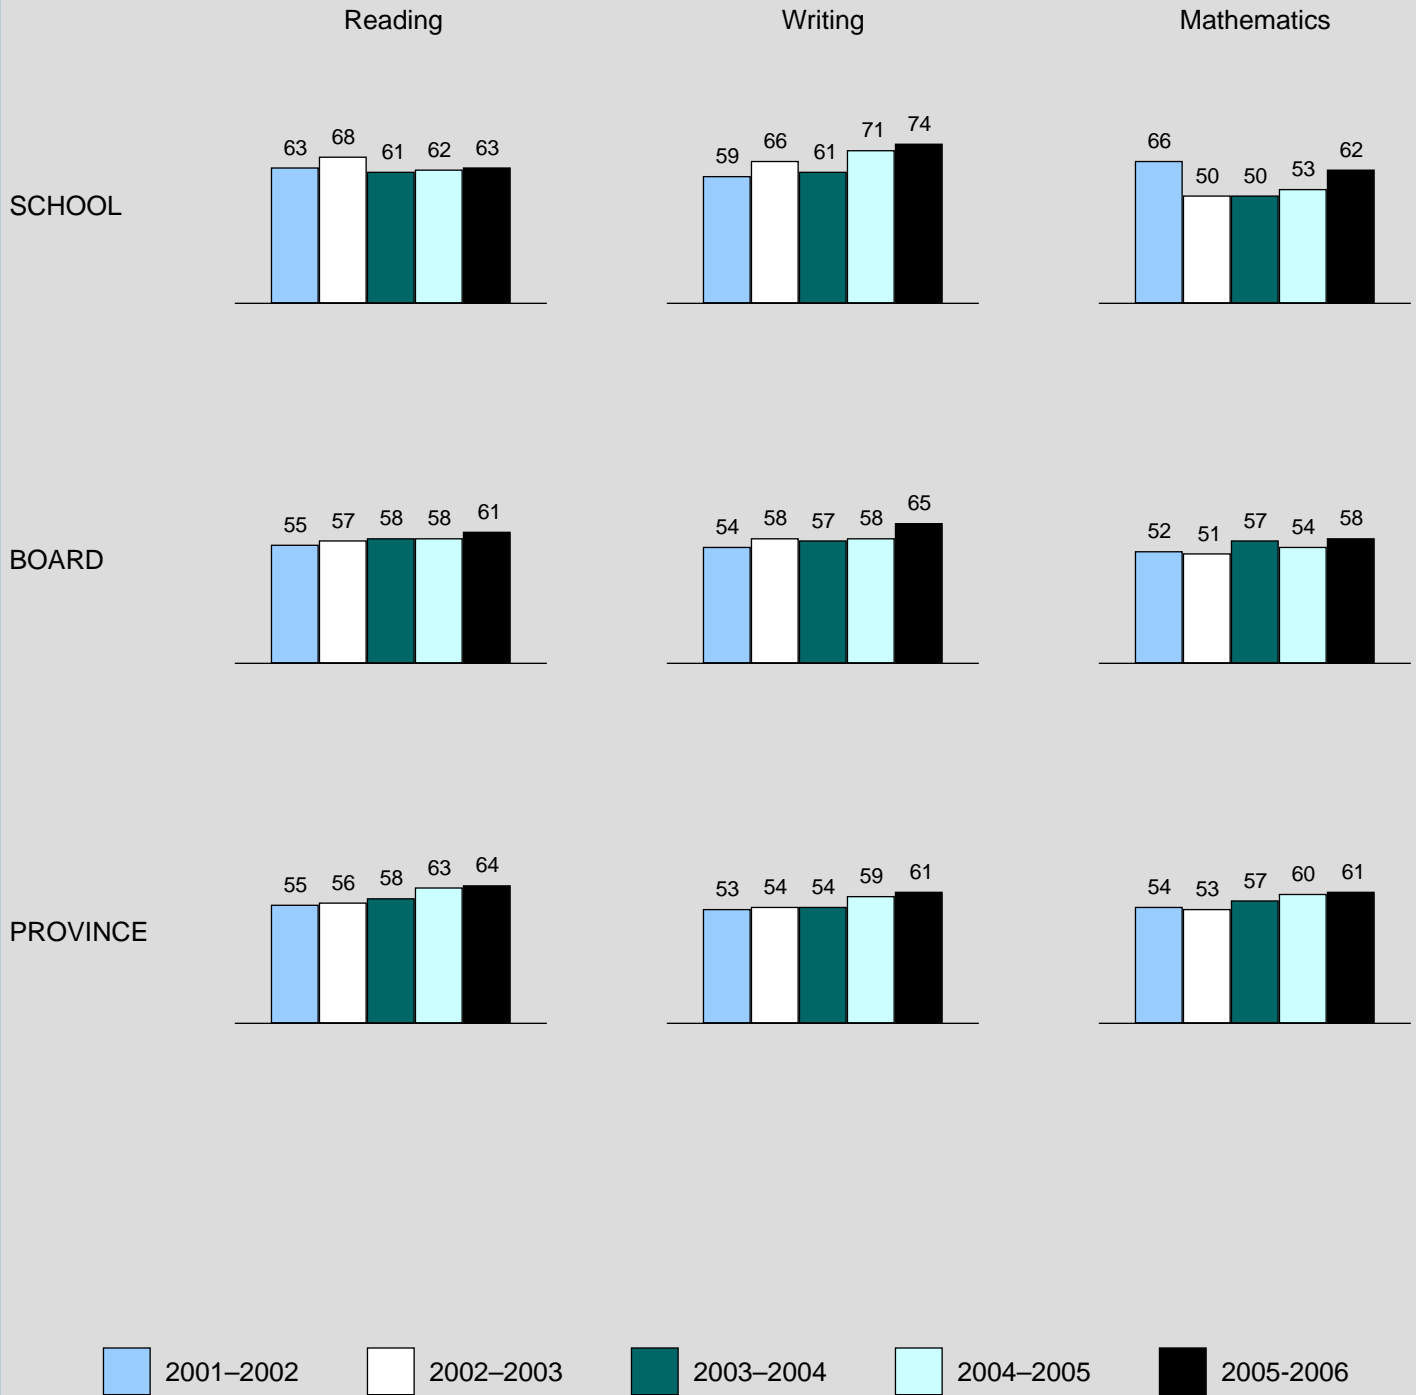 Reading Writing Mathematics
63 68 61 62 63
59 66 61 71 74
66 50 50 53 62
SCHOOL
55 57 58 58 61
54 58 57 58 65
52 51 57 54 58
BOARD
55 56 58 63 64
53 54 54 59 61
54 53 57 60 61
PROVINCE
2001–2002 2002–2003 2003–2004 2004–2005 2005-2006